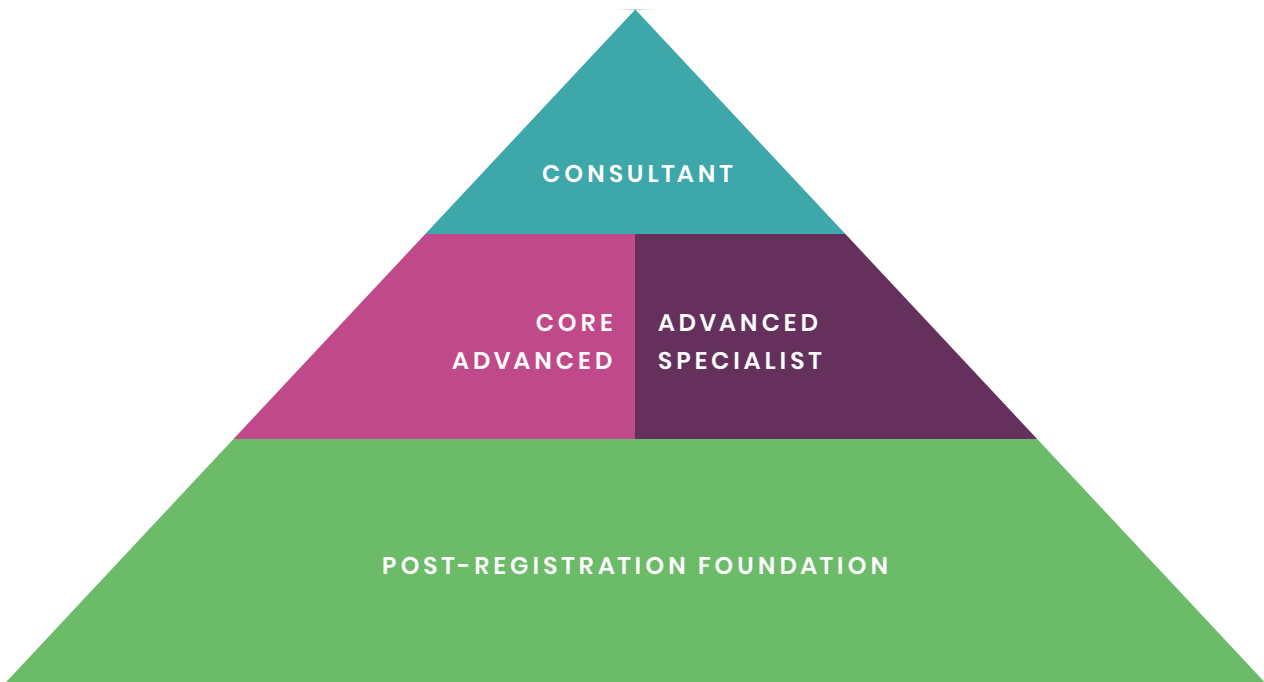 CONSULTANT
CORE
ADVANCED
ADVANCED
SPECIALIST
POST-REGISTRATION FOUNDATION